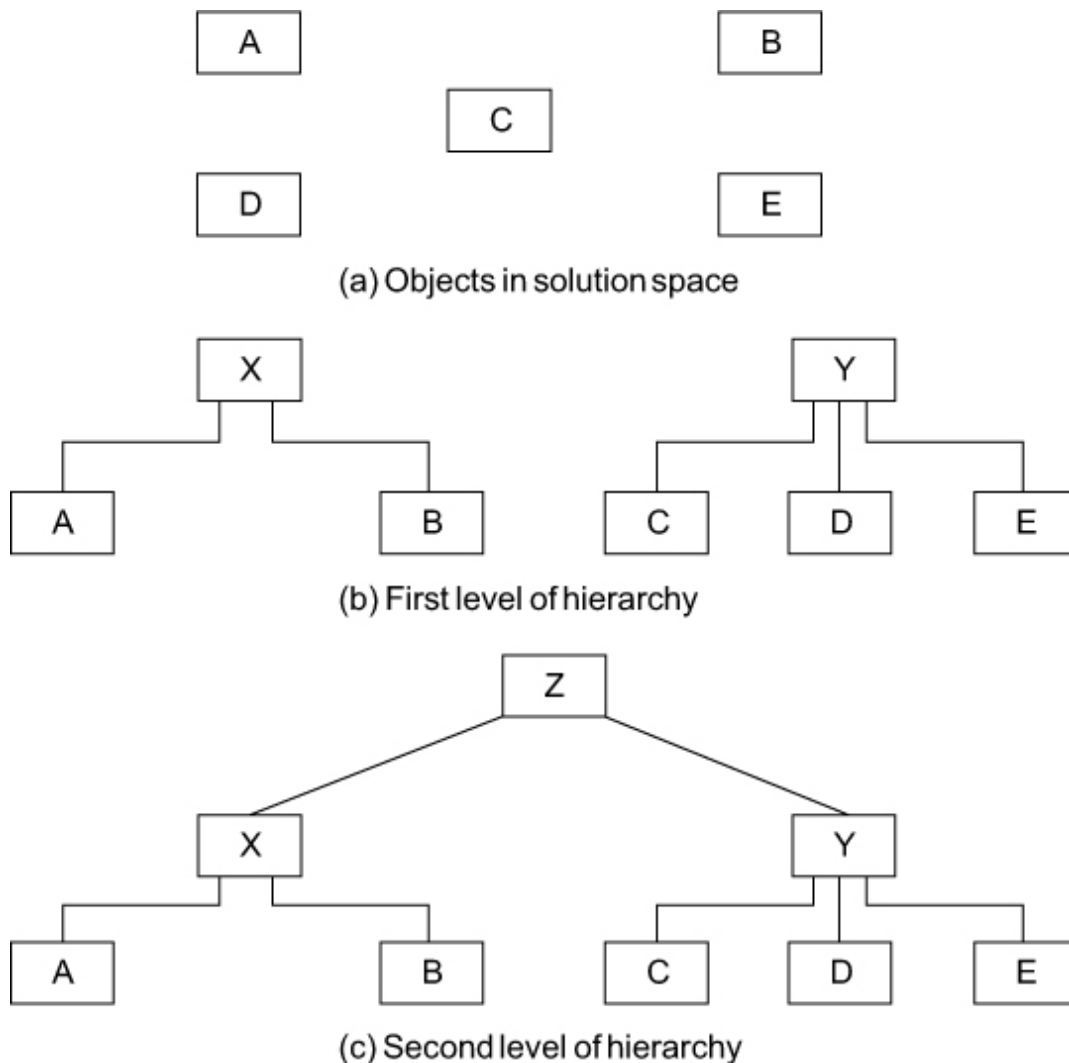 A B
C
D E
(a) Objects in solution space
X Y
A B C D E
(b) First level of hierarchy
Z
X Y
A B C D E
(c) Second level of hierarchy